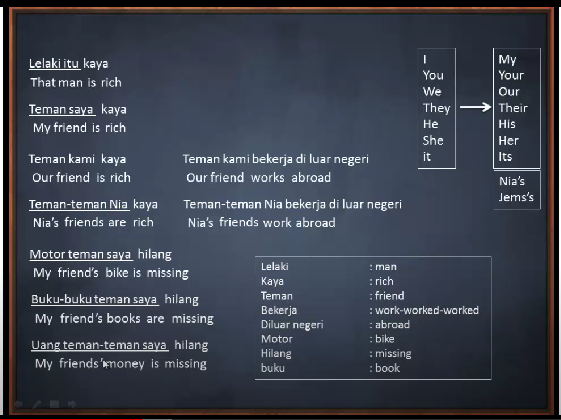 Lelaki itu kaya
That man is rich
Teman saya kaya
My friend is rich
Teman kami kaya
Our friend is rich
Teman kami bekerja di luar negeri
Our friend works abroad
Teman-teman Nia kaya
Nia's friends are rich
Teman-teman Nia bekerja di luar negeri
Nia's friends work abroad
Motor teman saya hilang
My friend's bike is missing
Buku-buku teman saya hilang
My friend's books are missing
Uang teman-teman saya hilang
My friends' money is missing
I
You
We
They
He
She
it
My
Your
Our
Their
His
Her
Its
Nia's
Jems's
Lelaki : man
Kaya : rich
Teman : friend
Bekerja : work-worked-worked
Diluar negeri : abroad
Motor : bike
Hilang : missing
buku : book